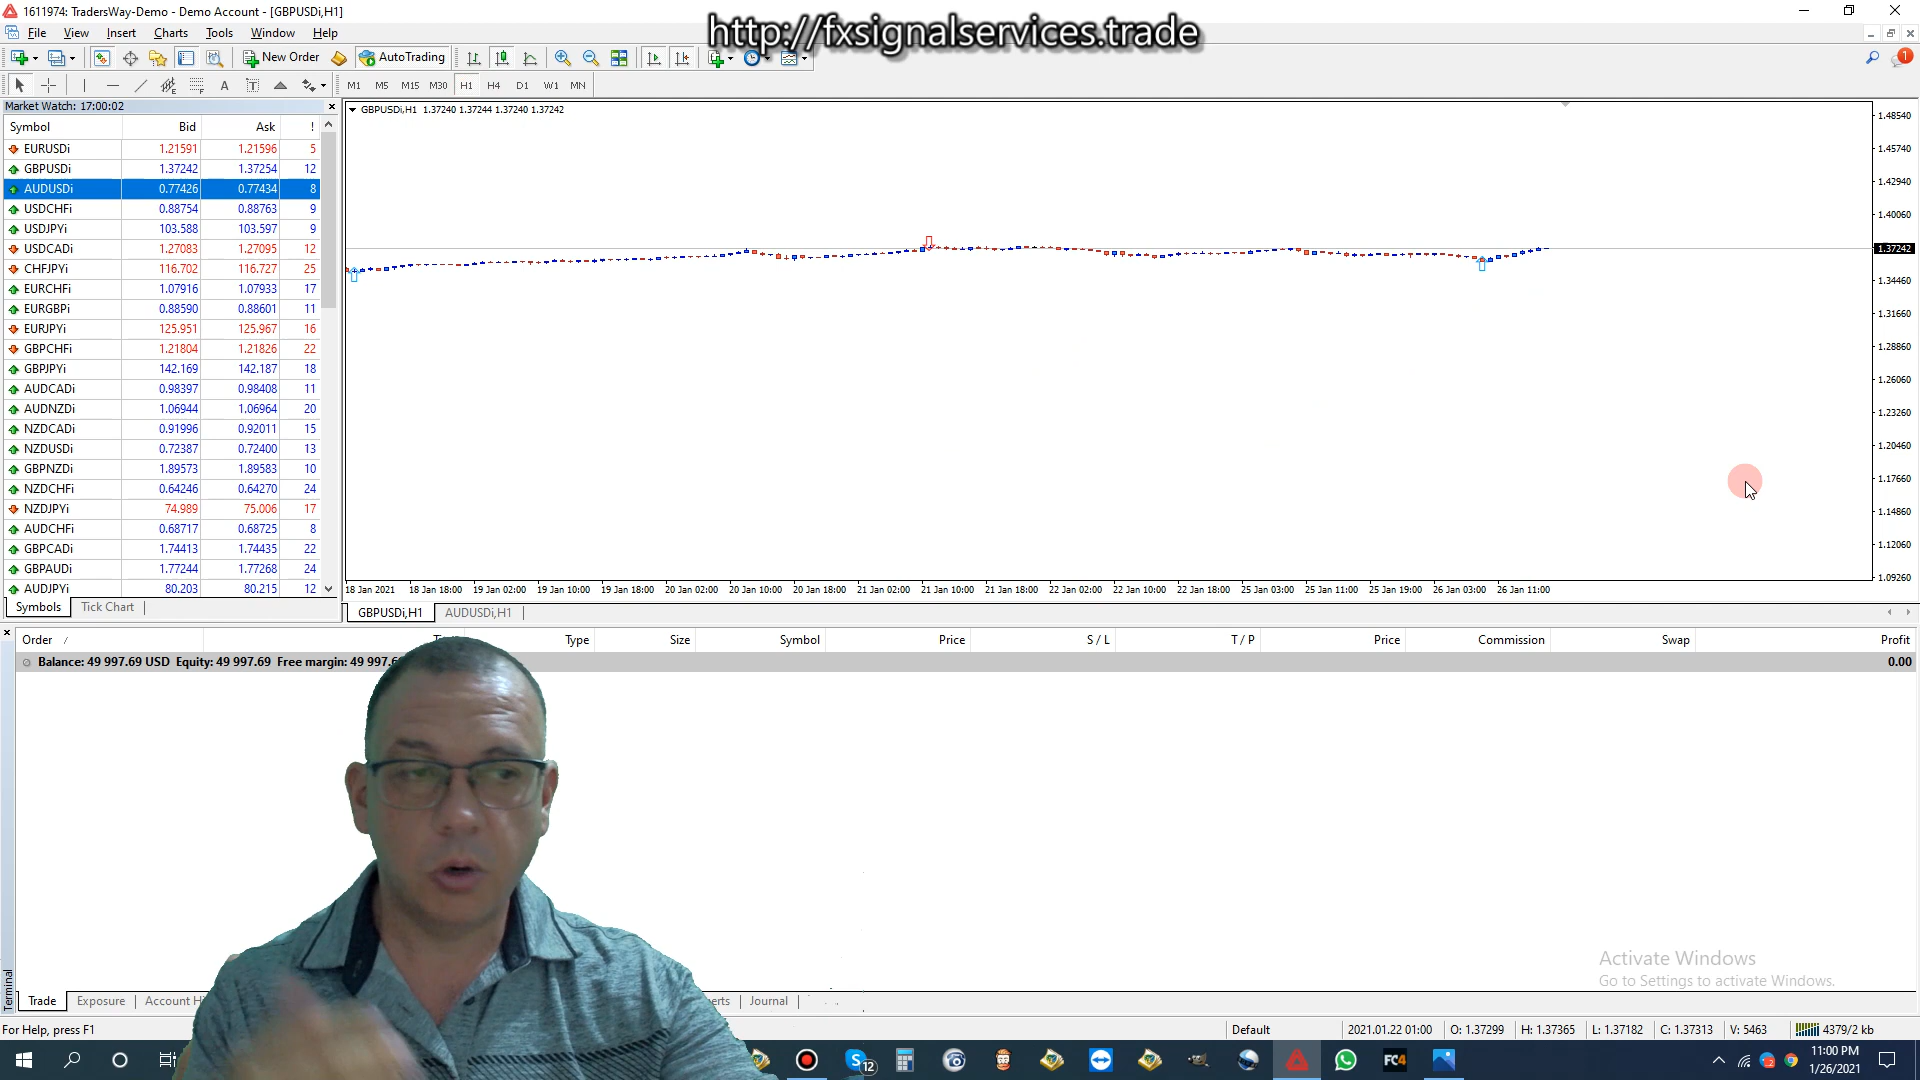 1611974: TradersWay-Demo - Demo Account - [GBPUSDi,H1]
http://fxsignalservices.trade
File View Insert Charts Tools Window Help
New Order AutoTrading
1
A T M1 M5 M15 M30 H1 H4 D1 W1 MN
Market Watch: 17:00:02
Symbol Bid Ask !
EURUSDi 1.21591 1.21596 5
GBPUSDi 1.37242 1.37254 12
AUDUSDi 0.77426 0.77434 8
USDCHFi 0.88754 0.88763 9
USDJPYi 103.588 103.597 9
USDCADi 1.27083 1.27095 12
CHFJPYi 116.702 116.727 25
EURCHFi 1.07916 1.07933 17
EURGBPi 0.88590 0.88601 11
EURJPYi 125.951 125.967 16
GBPCHFi 1.21804 1.21826 22
GBPJPYi 142.169 142.187 18
AUDCADi 0.98397 0.98408 11
AUDNZDi 1.06944 1.06964 20
NZDCADi 0.91996 0.92011 15
NZDUSDi 0.72387 0.72400 13
GBPNZDi 1.89573 1.89583 10
NZDCHFi 0.64246 0.64270 24
NZDJPYi 74.989 75.006 17
AUDCHFi 0.68717 0.68725 8
GBPCADi 1.74413 1.74435 22
GBPAUDi 1.77244 1.77268 24
AUDJPYi 80.203 80.215 12
Symbols Tick Chart
GBPUSDi,H1 1.37240 1.37244 1.37240 1.37242
1.48540
1.45740
1.42940
1.40060
1.37242
1.34460
1.31660
1.28860
1.26060
1.23260
1.20460
1.17660
1.14860
1.12060
1.09260
18 Jan 2021 18 Jan 18:00 19 Jan 02:00 19 Jan 10:00 19 Jan 18:00 20 Jan 02:00 20 Jan 10:00 20 Jan 18:00 21 Jan 02:00 21 Jan 10:00 21 Jan 18:00 22 Jan 02:00 22 Jan 10:00 22 Jan 18:00 25 Jan 03:00 25 Jan 11:00 25 Jan 19:00 26 Jan 03:00 26 Jan 11:00
GBPUSDi,H1 AUDUSDi,H1
Order / Type Size Symbol Price S / L T / P Price Commission Swap Profit
Balance: 49 997.69 USD Equity: 49 997.69 Free margin: 49 997.6 0.00
Activate Windows
Go to Settings to activate Windows.
Terminal
Trade Exposure Account H erts Journal
For Help, press F1 Default 2021.01.22 01:00 O: 1.37299 H: 1.37365 L: 1.37182 C: 1.37313 V: 5463 4379/2 kb
12 FC4 2 11:00 PM
1/26/2021